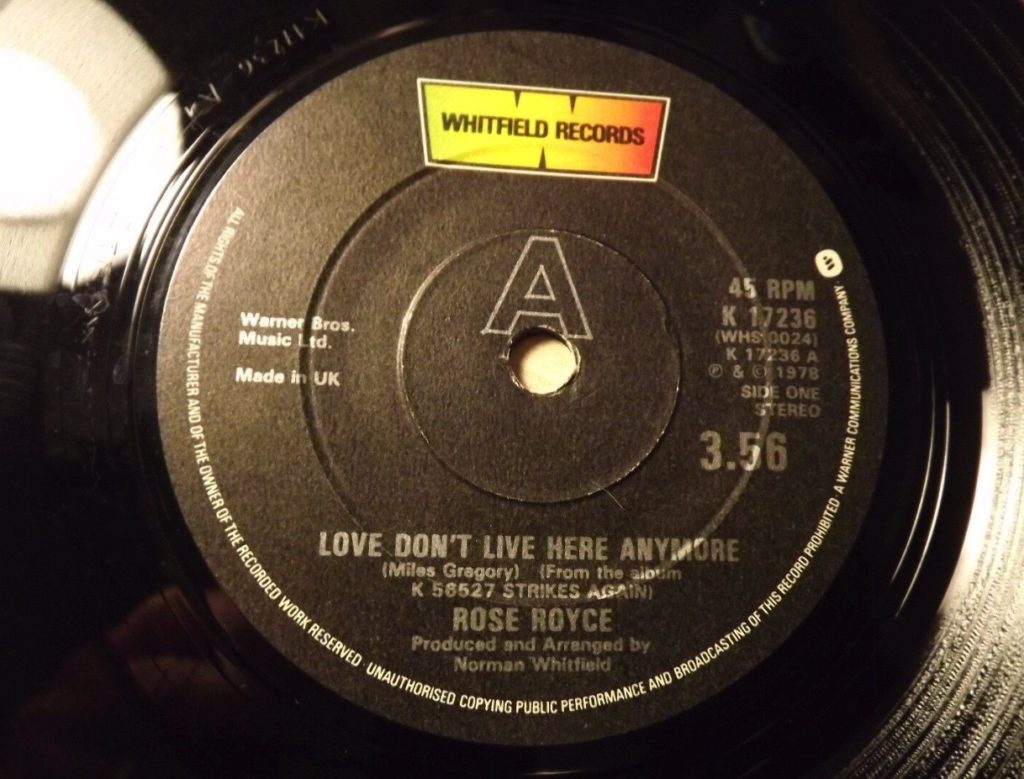 K 17236 A1
WHITFIELD RECORDS
A
Warner Bros.
Music Ltd.
Made in UK
45 RPM
K 17236
(WHS 0024)
K 17236 A
℗ & © 1978
SIDE ONE
STEREO
3.56
LOVE DON'T LIVE HERE ANYMORE
(Miles Gregory) (From the album
K 56527 STRIKES AGAIN)
ROSE ROYCE
Produced and Arranged by
Norman Whitfield
ALL RIGHTS OF THE MANUFACTURER AND OF THE OWNER OF THE RECORDED WORK RESERVED · UNAUTHORISED COPYING PUBLIC PERFORMANCE AND BROADCASTING OF THIS RECORD PROHIBITED · A WARNER COMMUNICATIONS COMPANY